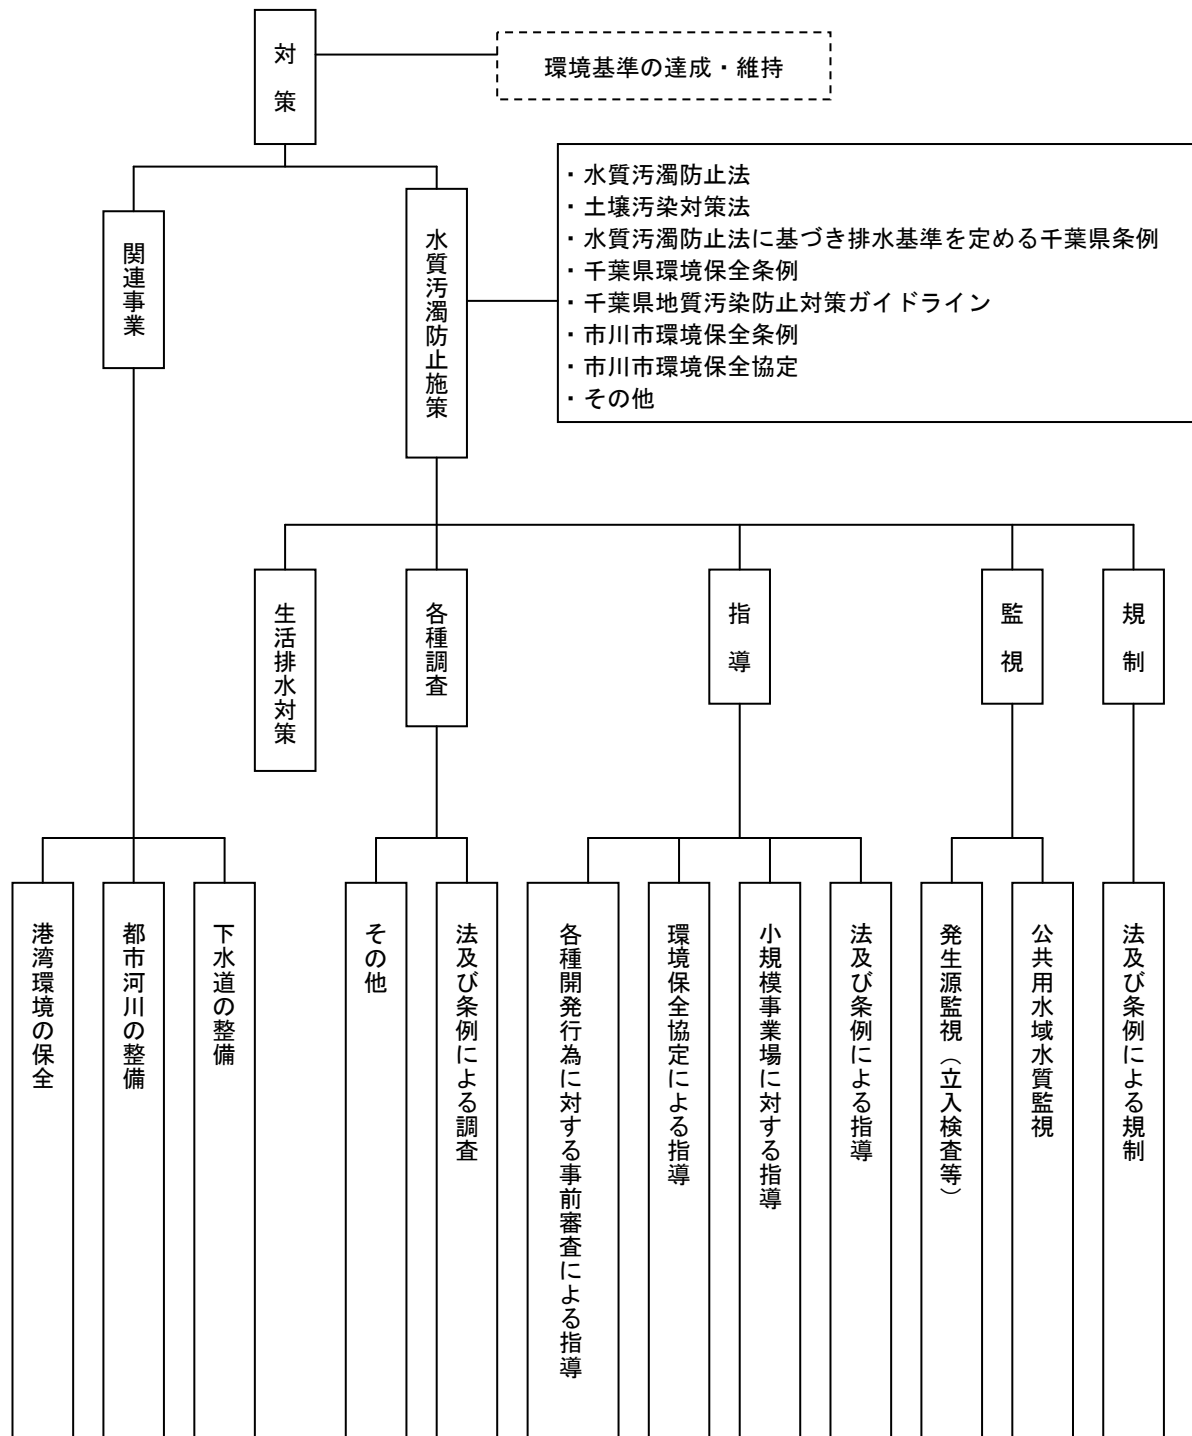 対策
環境基準の達成・維持
・水質汚濁防止法
・土壌汚染対策法
・水質汚濁防止法に基づき排水基準を定める千葉県条例
・千葉県環境保全条例
・千葉県地質汚染防止対策ガイドライン
・市川市環境保全条例
・市川市環境保全協定
・その他
水質汚濁防止施策
関連事業
規制
監視
指導
各種調査
生活排水対策
法及び条例による規制
公共用水域水質監視
発生源監視（立入検査等）
法及び条例による指導
小規模事業場に対する指導
環境保全協定による指導
各種開発行為に対する事前審査による指導
法及び条例による調査
その他
下水道の整備
都市河川の整備
港湾環境の保全